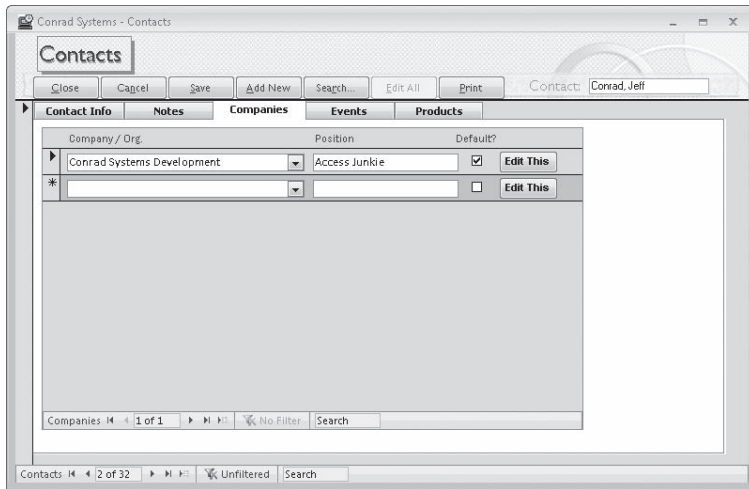 Conrad Systems - Contacts
Contacts
Close Cancel Save Add New Search... Edit All Print Contact: Conrad, Jeff
Contact Info Notes Companies Events Products
Company / Org. Position Default?
Conrad Systems Development Access Junkie Edit This
Edit This
Companies 1 of 1 No Filter Search
Contacts 2 of 32 Unfiltered Search